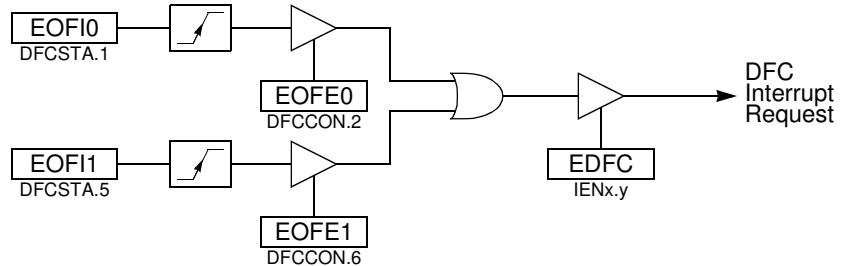 EOFI0
DFCSTA.1
EOFE0
DFCCON.2
DFC
Interrupt
Request
EOFI1
DFCSTA.5
EDFC
IENx.y
EOFE1
DFCCON.6